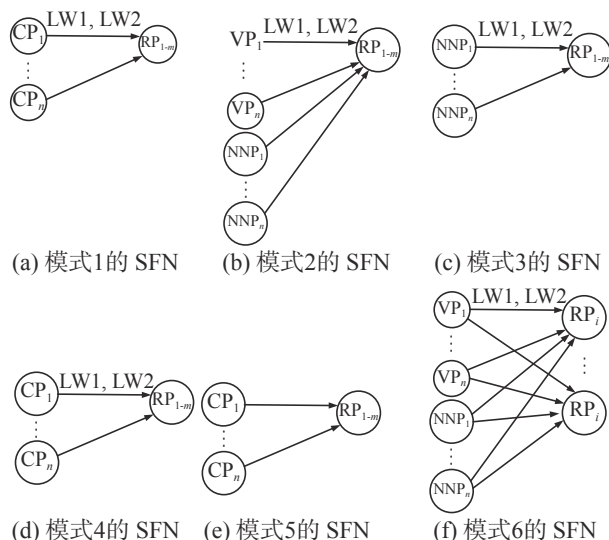 LW1, LW2
CP₁
RP₁₋ₘ
⋮
CPₙ
(a) 模式1的 SFN
VP₁
LW1, LW2
RP₁₋ₘ
⋮
VPₙ
NNP₁
⋮
NNPₙ
(b) 模式2的 SFN
LW1, LW2
NNP₁
RP₁₋ₘ
⋮
NNPₙ
(c) 模式3的 SFN
LW1, LW2
CP₁
RP₁₋ₘ
⋮
CPₙ
(d) 模式4的 SFN
CP₁
RP₁₋ₘ
⋮
CPₙ
(e) 模式5的 SFN
LW1, LW2
VP₁
RPᵢ
⋮
⋮
VPₙ
RPᵢ
NNP₁
⋮
NNPₙ
(f) 模式6的 SFN